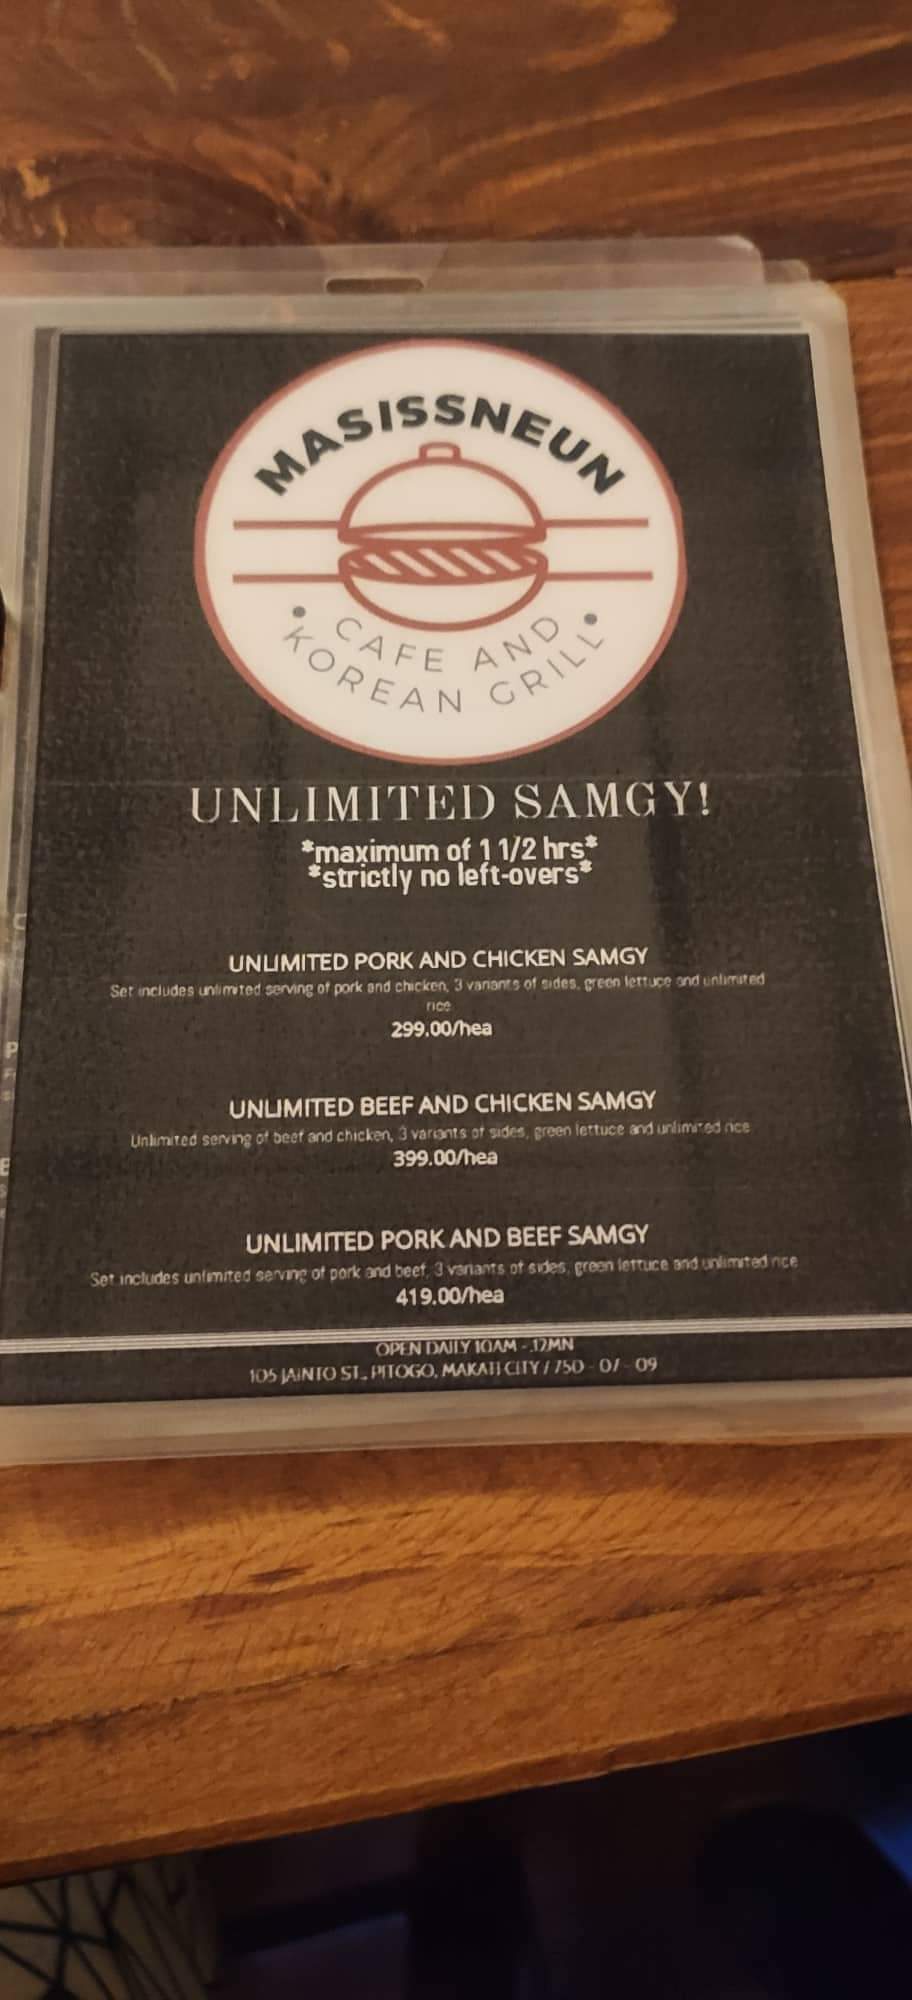 MASISSNEUN
CAFE AND
KOREAN GRILL
UNLIMITED SAMGY!
*maximum of 1 1/2 hrs*
*strictly no left-overs*
UNLIMITED PORK AND CHICKEN SAMGY
Set includes unlimited serving of pork and chicken, 3 variants of sides, green lettuce and unlimited
rice
299.00/hea
UNLIMITED BEEF AND CHICKEN SAMGY
Unlimited serving of beef and chicken, 3 variants of sides, green lettuce and unlimited rice
399.00/hea
UNLIMITED PORK AND BEEF SAMGY
Set includes unlimited serving of pork and beef, 3 variants of sides, green lettuce and unlimited rice
419.00/hea
OPEN DAILY 10AM - 12MN
105 JAINTO ST., PITOGO, MAKATI CITY / 750 - 07 - 09